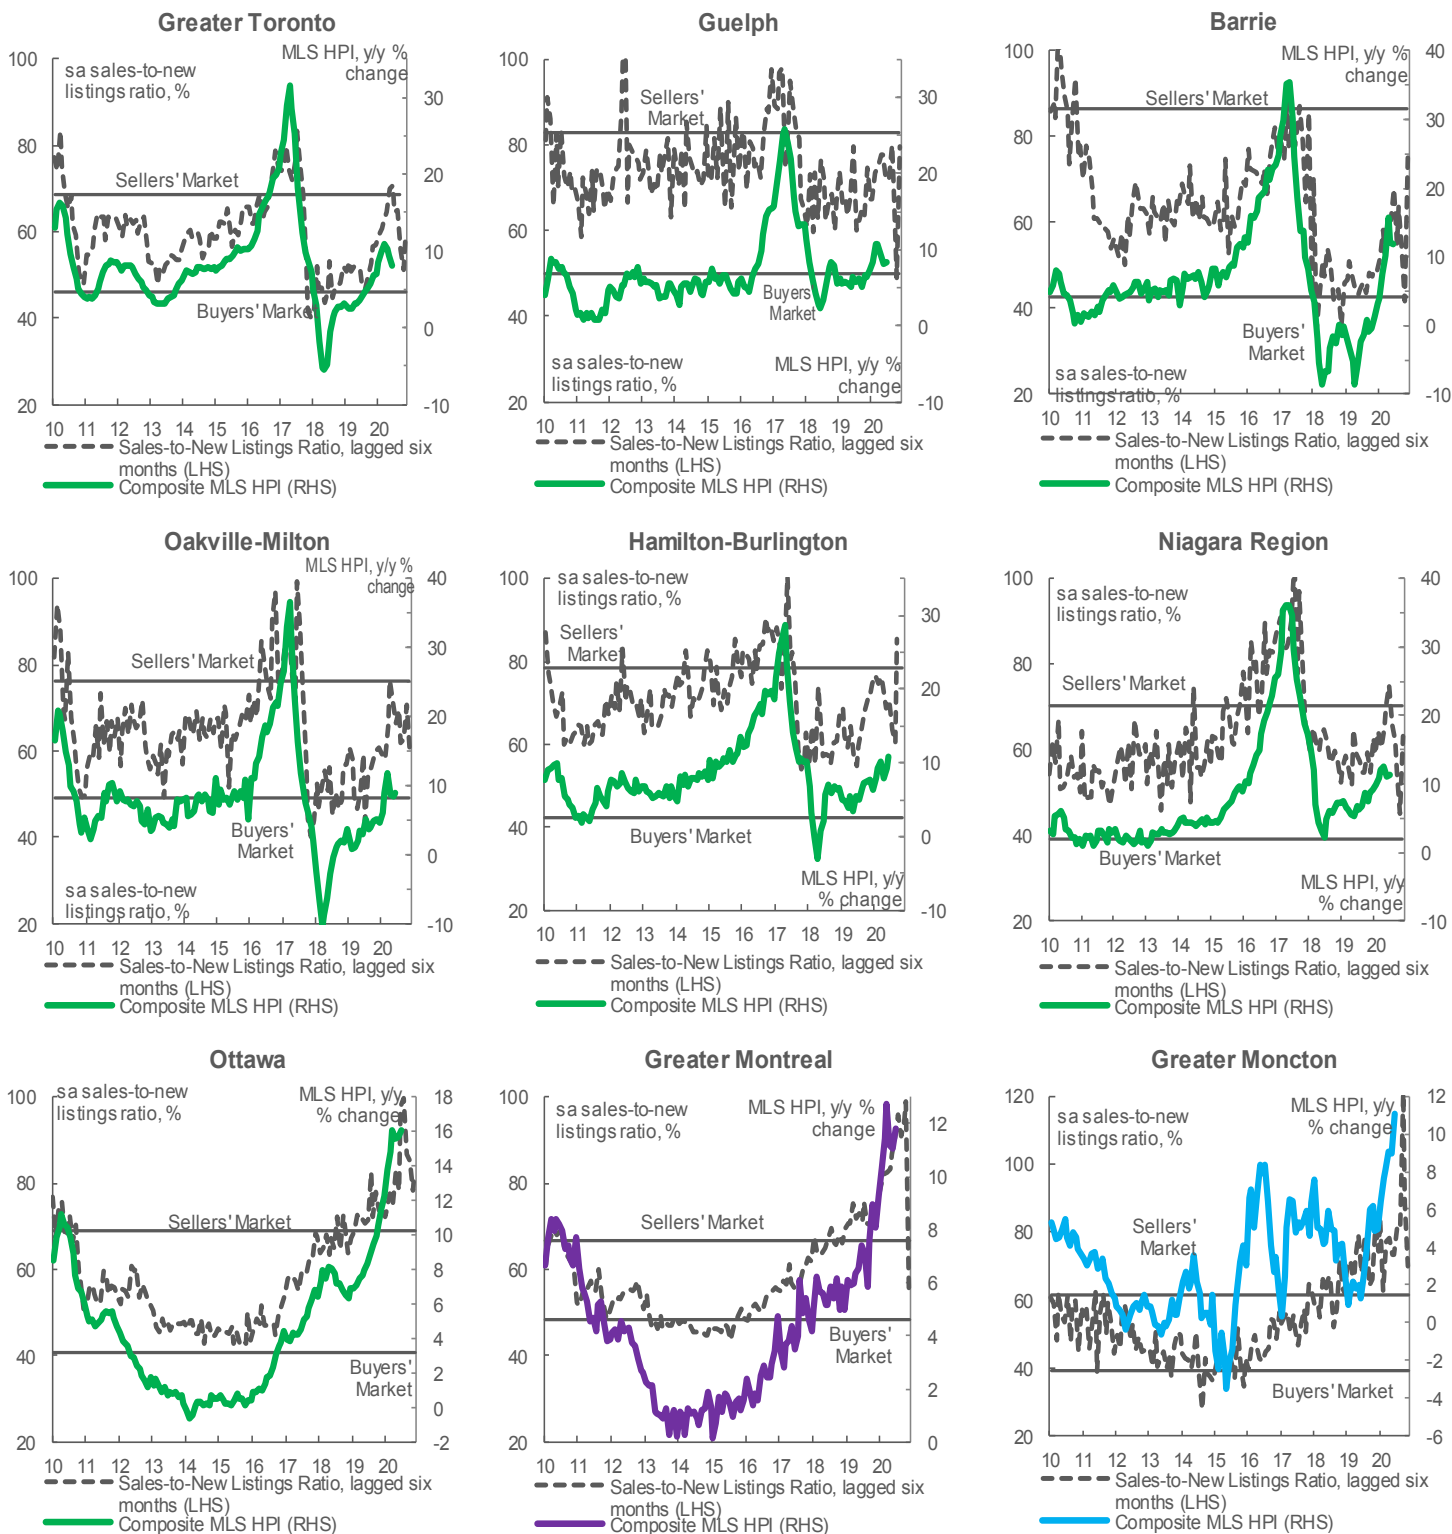 Greater Toronto
MLS HPI, y/y %
change
sa sales-to-new
listings ratio, %
Sellers' Market
Buyers' Market
100
80
60
40
20
30
20
10
0
-10
10 11 12 13 14 15 16 17 18 19 20
Sales-to-New Listings Ratio, lagged six
months (LHS)
Composite MLS HPI (RHS)
Guelph
Sellers'
Market
Buyers'
Market
sa sales-to-new
listings ratio, %
MLS HPI, y/y %
change
100
80
60
40
20
30
20
10
0
-10
10 11 12 13 14 15 16 17 18 19 20
Sales-to-New Listings Ratio, lagged six
months (LHS)
Composite MLS HPI (RHS)
Barrie
MLS HPI, y/y %
change
Sellers' Market
Buyers'
Market
sa sales-to-new
listings ratio, %
100
80
60
40
20
40
30
20
10
0
-10
10 11 12 13 14 15 16 17 18 19 20
Sales-to-New Listings Ratio, lagged six
months (LHS)
Composite MLS HPI (RHS)
Oakville-Milton
MLS HPI, y/y %
change
Sellers' Market
Buyers'
Market
sa sales-to-new
listings ratio, %
100
80
60
40
20
40
30
20
10
0
-10
10 11 12 13 14 15 16 17 18 19 20
Sales-to-New Listings Ratio, lagged six
months (LHS)
Composite MLS HPI (RHS)
Hamilton-Burlington
sa sales-to-new
listings ratio, %
Sellers'
Market
Buyers' Market
MLS HPI, y/y
% change
100
80
60
40
20
30
20
10
0
-10
10 11 12 13 14 15 16 17 18 19 20
Sales-to-New Listings Ratio, lagged six
months (LHS)
Composite MLS HPI (RHS)
Niagara Region
sa sales-to-new
listings ratio, %
Sellers' Market
Buyers' Market
MLS HPI, y/y
% change
100
80
60
40
20
40
30
20
10
0
-10
10 11 12 13 14 15 16 17 18 19 20
Sales-to-New Listings Ratio, lagged six
months (LHS)
Composite MLS HPI (RHS)
Ottawa
sa sales-to-new
listings ratio, %
MLS HPI, y/y
% change
Sellers' Market
Buyers'
Market
100
80
60
40
20
18
16
14
12
10
8
6
4
2
0
-2
10 11 12 13 14 15 16 17 18 19 20
Sales-to-New Listings Ratio, lagged six
months (LHS)
Composite MLS HPI (RHS)
Greater Montreal
sa sales-to-new
listings ratio, %
MLS HPI, y/y %
change
Sellers' Market
Buyers'
Market
100
80
60
40
20
12
10
8
6
4
2
0
10 11 12 13 14 15 16 17 18 19 20
Sales-to-New Listings Ratio, lagged six
months (LHS)
Composite MLS HPI (RHS)
Greater Moncton
sa sales-to-new
listings ratio, %
MLS HPI, y/y
% change
Sellers'
Market
Buyers' Market
120
100
80
60
40
20
12
10
8
6
4
2
0
-2
-4
-6
10 11 12 13 14 15 16 17 18 19 20
Sales-to-New Listings Ratio, lagged six
months (LHS)
Composite MLS HPI (RHS)